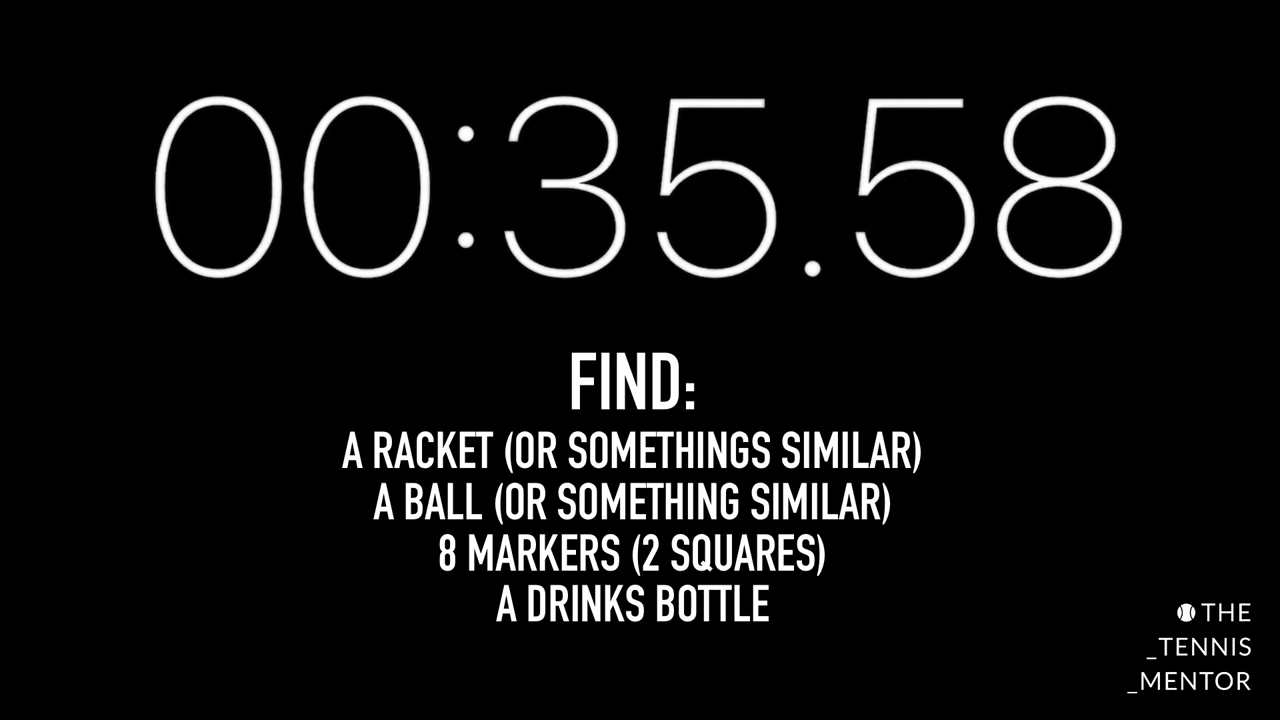 00:35.58
FIND:
A RACKET (OR SOMETHINGS SIMILAR)
A BALL (OR SOMETHING SIMILAR)
8 MARKERS (2 SQUARES)
A DRINKS BOTTLE
THE
_TENNIS
_MENTOR